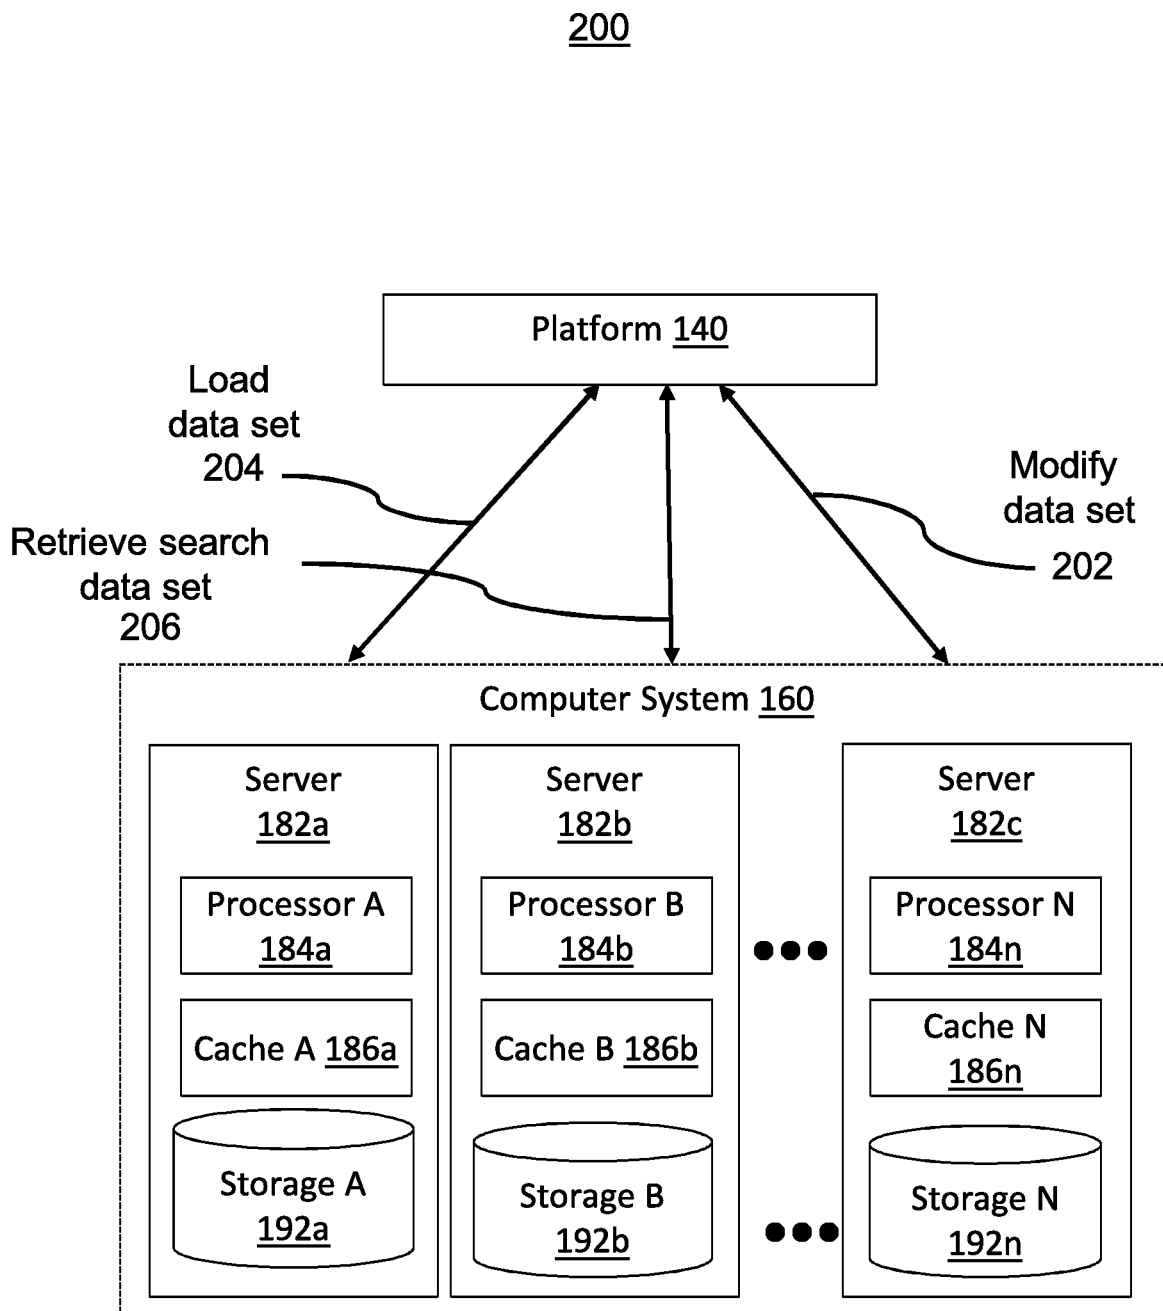 200
Platform 140
Load
data set
204
Modify
data set
202
Retrieve search
data set
206
Computer System 160
Server
182a
Processor A
184a
Cache A 186a
Storage A
192a
Server
182b
Processor B
184b
Cache B 186b
Storage B
192b
Server
182c
Processor N
184n
Cache N
186n
Storage N
192n